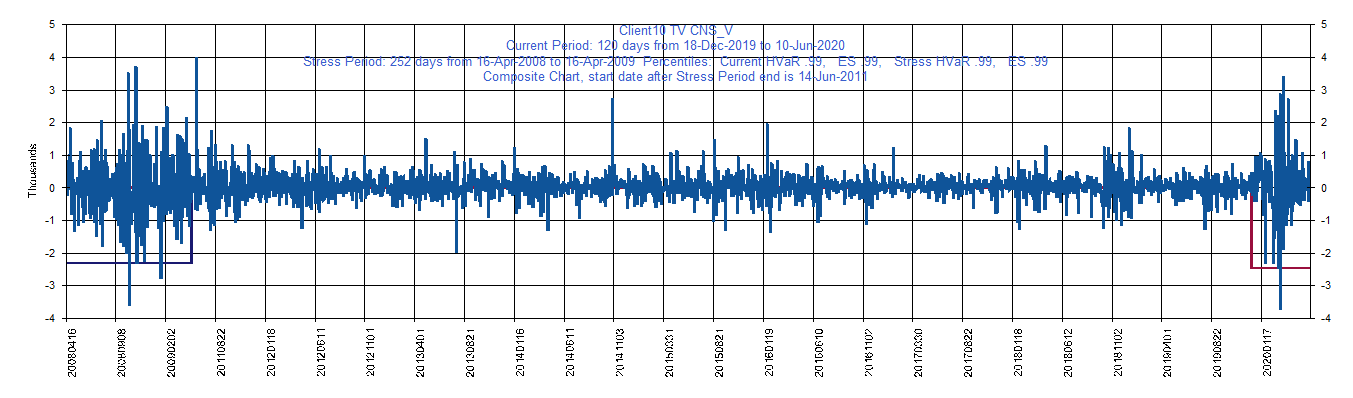 Client10 TV CNS_V
Current Period: 120 days from 18-Dec-2019 to 10-Jun-2020
Stress Period: 252 days from 16-Apr-2008 to 16-Apr-2009 Percentiles: Current HVaR .99, ES .99, Stress HVaR .99, ES .99
Composite Chart, start date after Stress Period end is 14-Jun-2011
Thousands
5 5
4 4
3 3
2 2
1 1
0 0
-1 -1
-2 -2
-3 -3
-4 -4
20080416 20080908 20090202 20110822 20120118 20120611 20121101 20130401 20130821 20140116 20140611 20141103 20150331 20150821 20160119 20160610 20161102 20170330 20170822 20180118 20180612 20181102 20190401 20190822 20200117